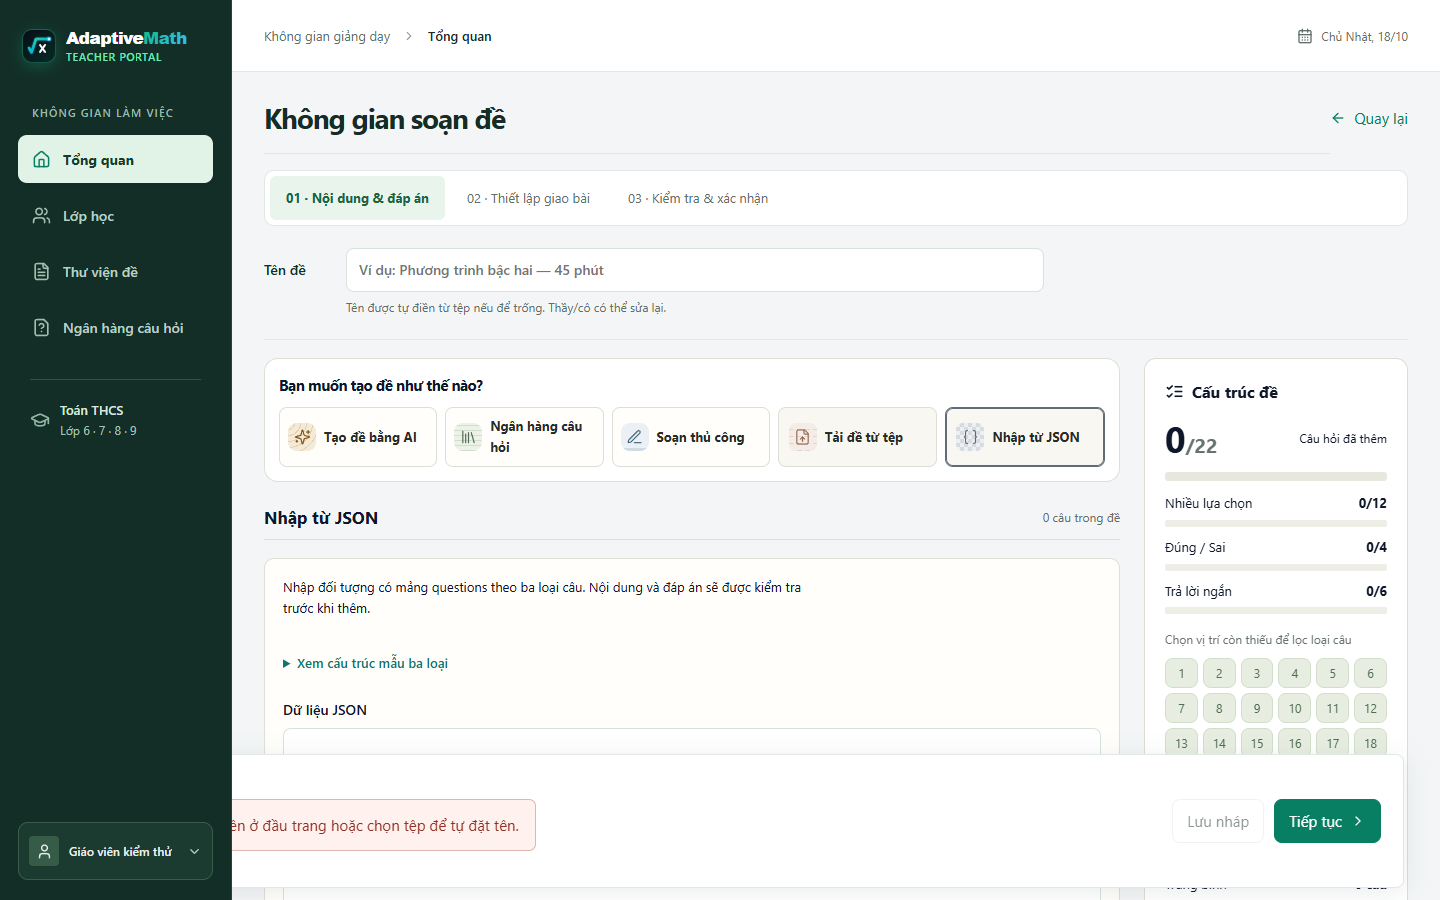 AdaptiveMath
TEACHER PORTAL
KHÔNG GIAN LÀM VIỆC
Tổng quan
Lớp học
Thư viện đề
Ngân hàng câu hỏi
Toán THCS
Lớp 6 · 7 · 8 · 9
Giáo viên kiểm thử
Không gian giảng dạy
Tổng quan
Chủ Nhật, 18/10
Không gian soạn đề
Quay lại
01 · Nội dung & đáp án
02 · Thiết lập giao bài
03 · Kiểm tra & xác nhận
Tên đề
Ví dụ: Phương trình bậc hai — 45 phút
Tên được tự điền từ tệp nếu để trống. Thầy/cô có thể sửa lại.
Bạn muốn tạo đề như thế nào?
Tạo đề bằng AI
Ngân hàng câu
hỏi
Soạn thủ công
Tải đề từ tệp
Nhập từ JSON
Nhập từ JSON
0 câu trong đề
Nhập đối tượng có mảng questions theo ba loại câu. Nội dung và đáp án sẽ được kiểm tra
trước khi thêm.
Xem cấu trúc mẫu ba loại
Dữ liệu JSON
Cấu trúc đề
0/22
Câu hỏi đã thêm
Nhiều lựa chọn
0/12
Đúng / Sai
0/4
Trả lời ngắn
0/6
Chọn vị trí còn thiếu để lọc loại câu
1 2 3 4 5 6
7 8 9 10 11 12
13 14 15 16 17 18
ên ở đầu trang hoặc chọn tệp để tự đặt tên.
Lưu nháp
Tiếp tục